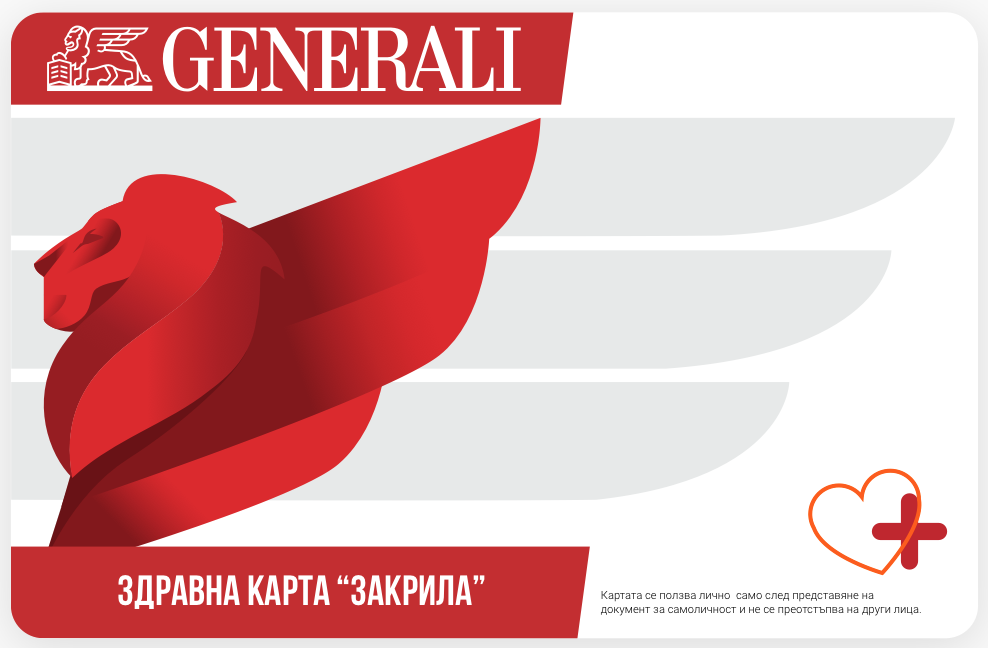 GENERALI
ЗДРАВНА КАРТА “ЗАКРИЛА”
Картата се ползва лично  само след представяне на
документ за самоличност и не се преотстъпва на други лица.